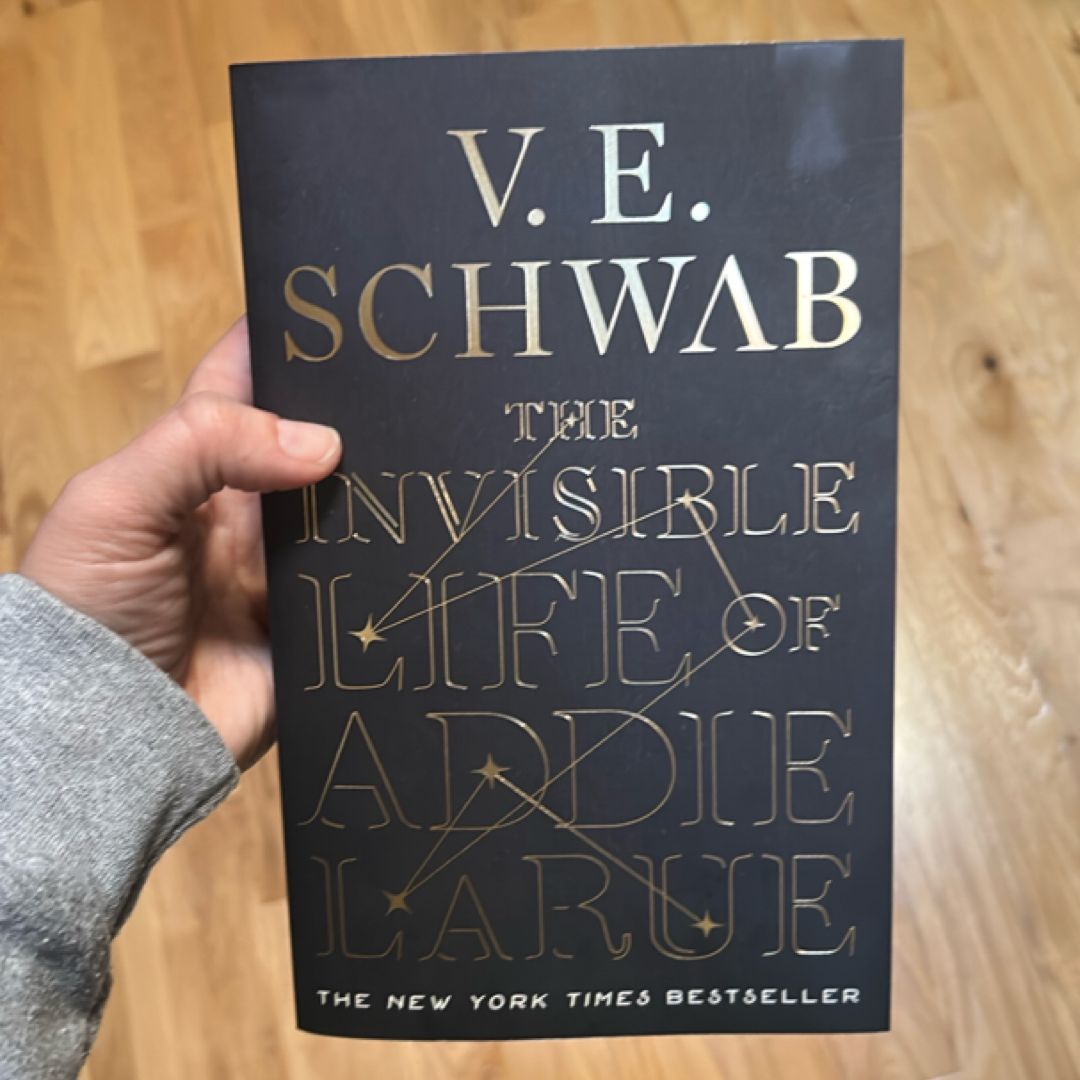 V. E.
SCHWAB
THE
INVISIBLE
LIFE OF
ADDIE
LARUE
THE NEW YORK TIMES BESTSELLER